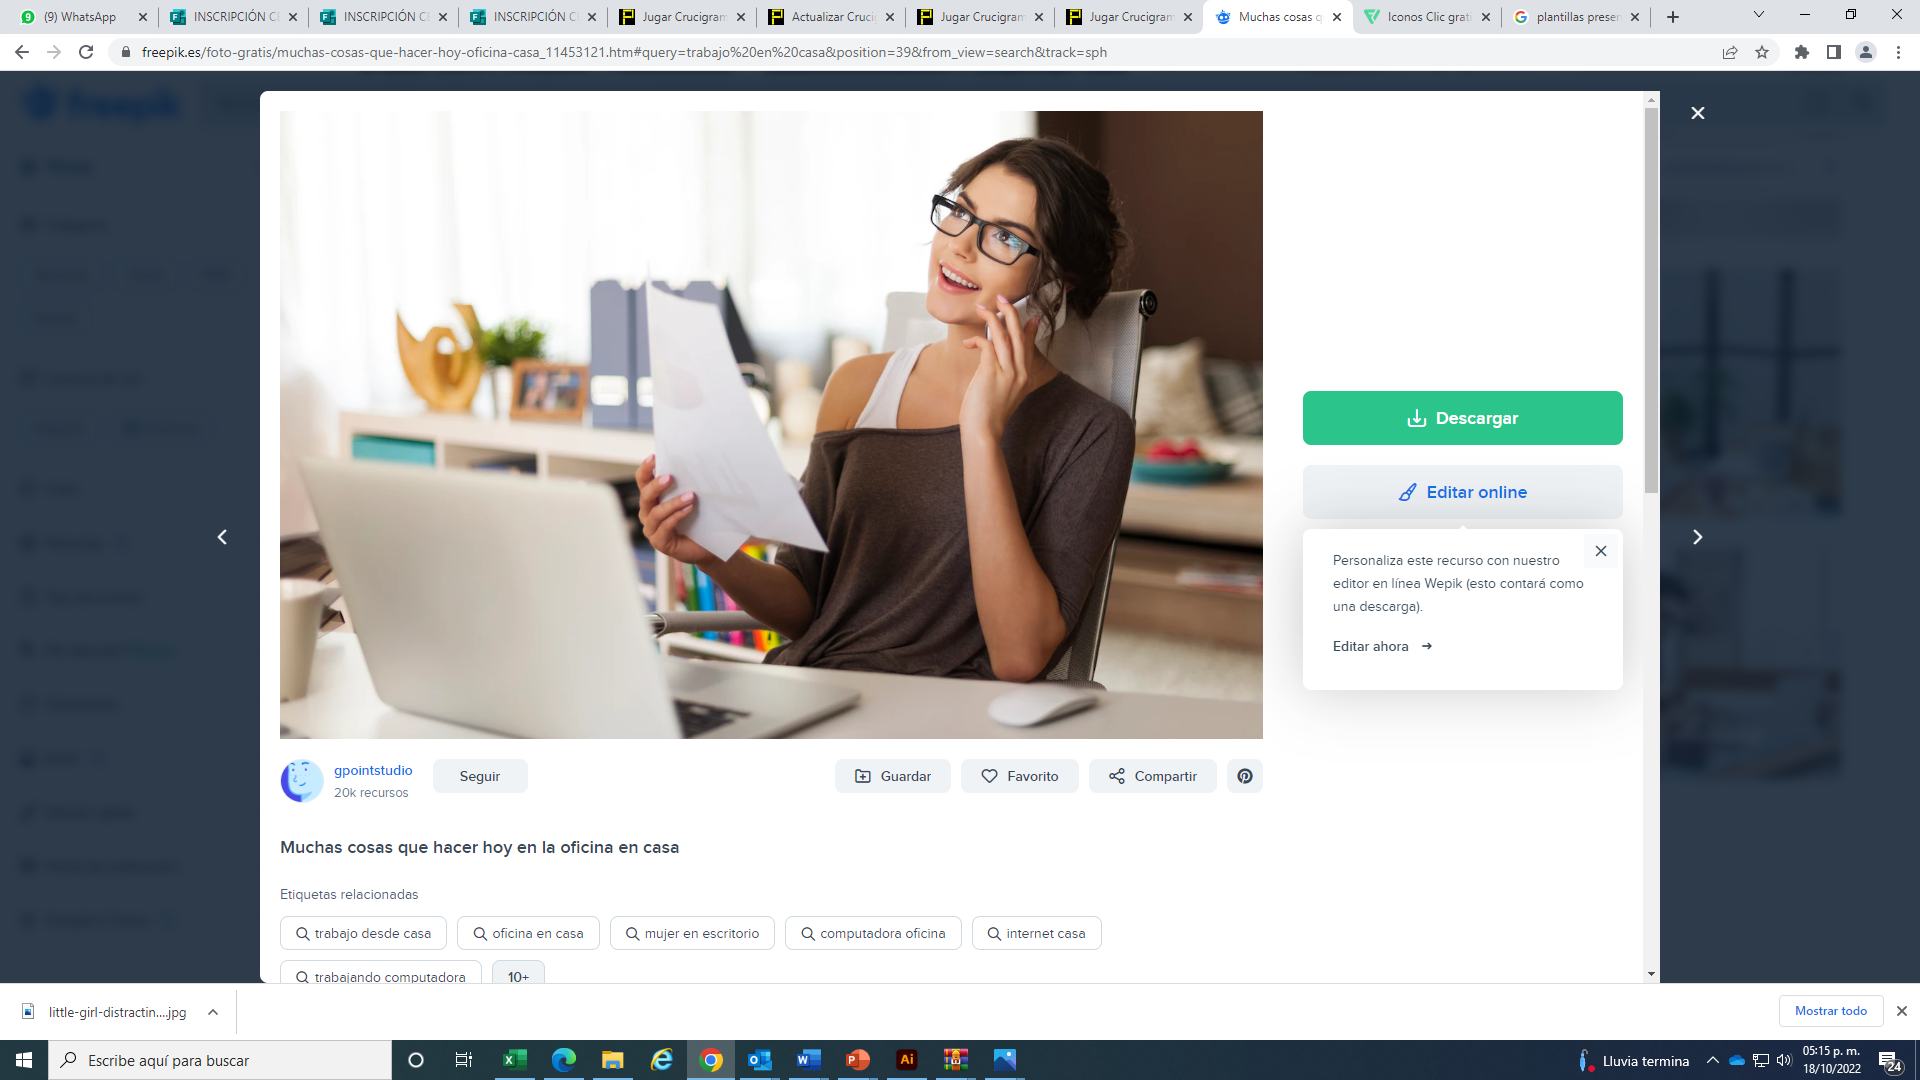 (9) WhatsApp
INSCRIPCIÓN CE
INSCRIPCIÓN CE
INSCRIPCIÓN C
Jugar Crucigram
Actualizar Cruci
Jugar Crucigram
Jugar Crucigram
Muchas cosas q
Iconos Clic grati
plantillas preser
freepik.es/foto-gratis/muchas-cosas-que-hacer-hoy-oficina-casa_11453121.htm#query=trabajo%20en%20casa&position=39&from_view=search&track=sph
freepik
Descargar
Editar online
Personaliza este recurso con nuestro
editor en línea Wepik (esto contará como
una descarga).
Editar ahora
gpointstudio
20k recursos
Seguir
Guardar
Favorito
Compartir
Muchas cosas que hacer hoy en la oficina en casa
Etiquetas relacionadas
trabajo desde casa
oficina en casa
mujer en escritorio
computadora oficina
internet casa
trabajando computadora
10+
little-girl-distractin....jpg
Mostrar todo
Escribe aquí para buscar
Lluvia termina
05:15 p. m.
18/10/2022
24